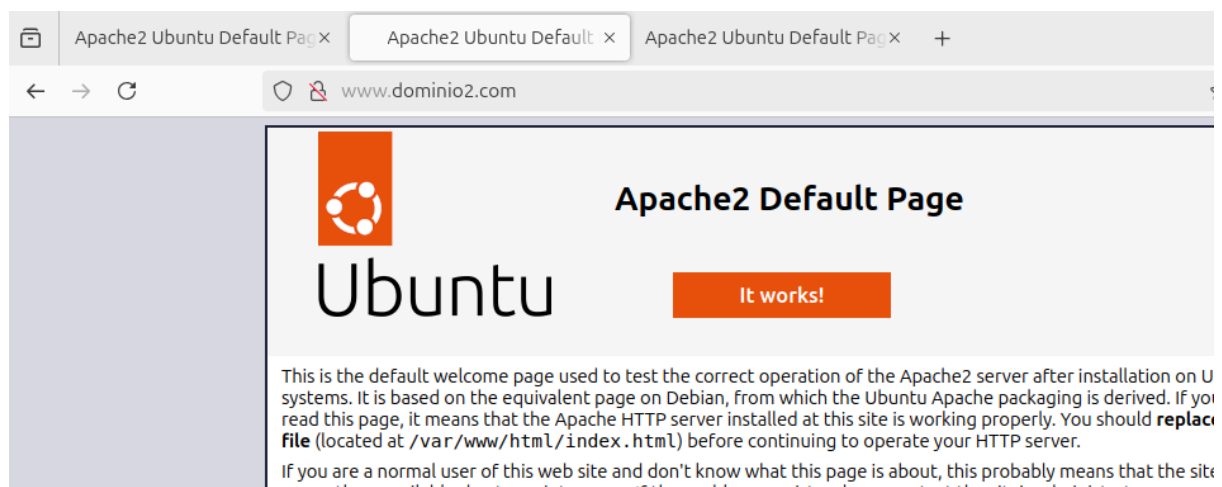 Apache2 Ubuntu Default Pag Apache2 Ubuntu Default Apache2 Ubuntu Default Pag
www.dominio2.com
Apache2 Default Page
Ubuntu
It works!
This is the default welcome page used to test the correct operation of the Apache2 server after installation on U
systems. It is based on the equivalent page on Debian, from which the Ubuntu Apache packaging is derived. If you
read this page, it means that the Apache HTTP server installed at this site is working properly. You should replace
file (located at /var/www/html/index.html) before continuing to operate your HTTP server.
If you are a normal user of this web site and don't know what this page is about, this probably means that the site